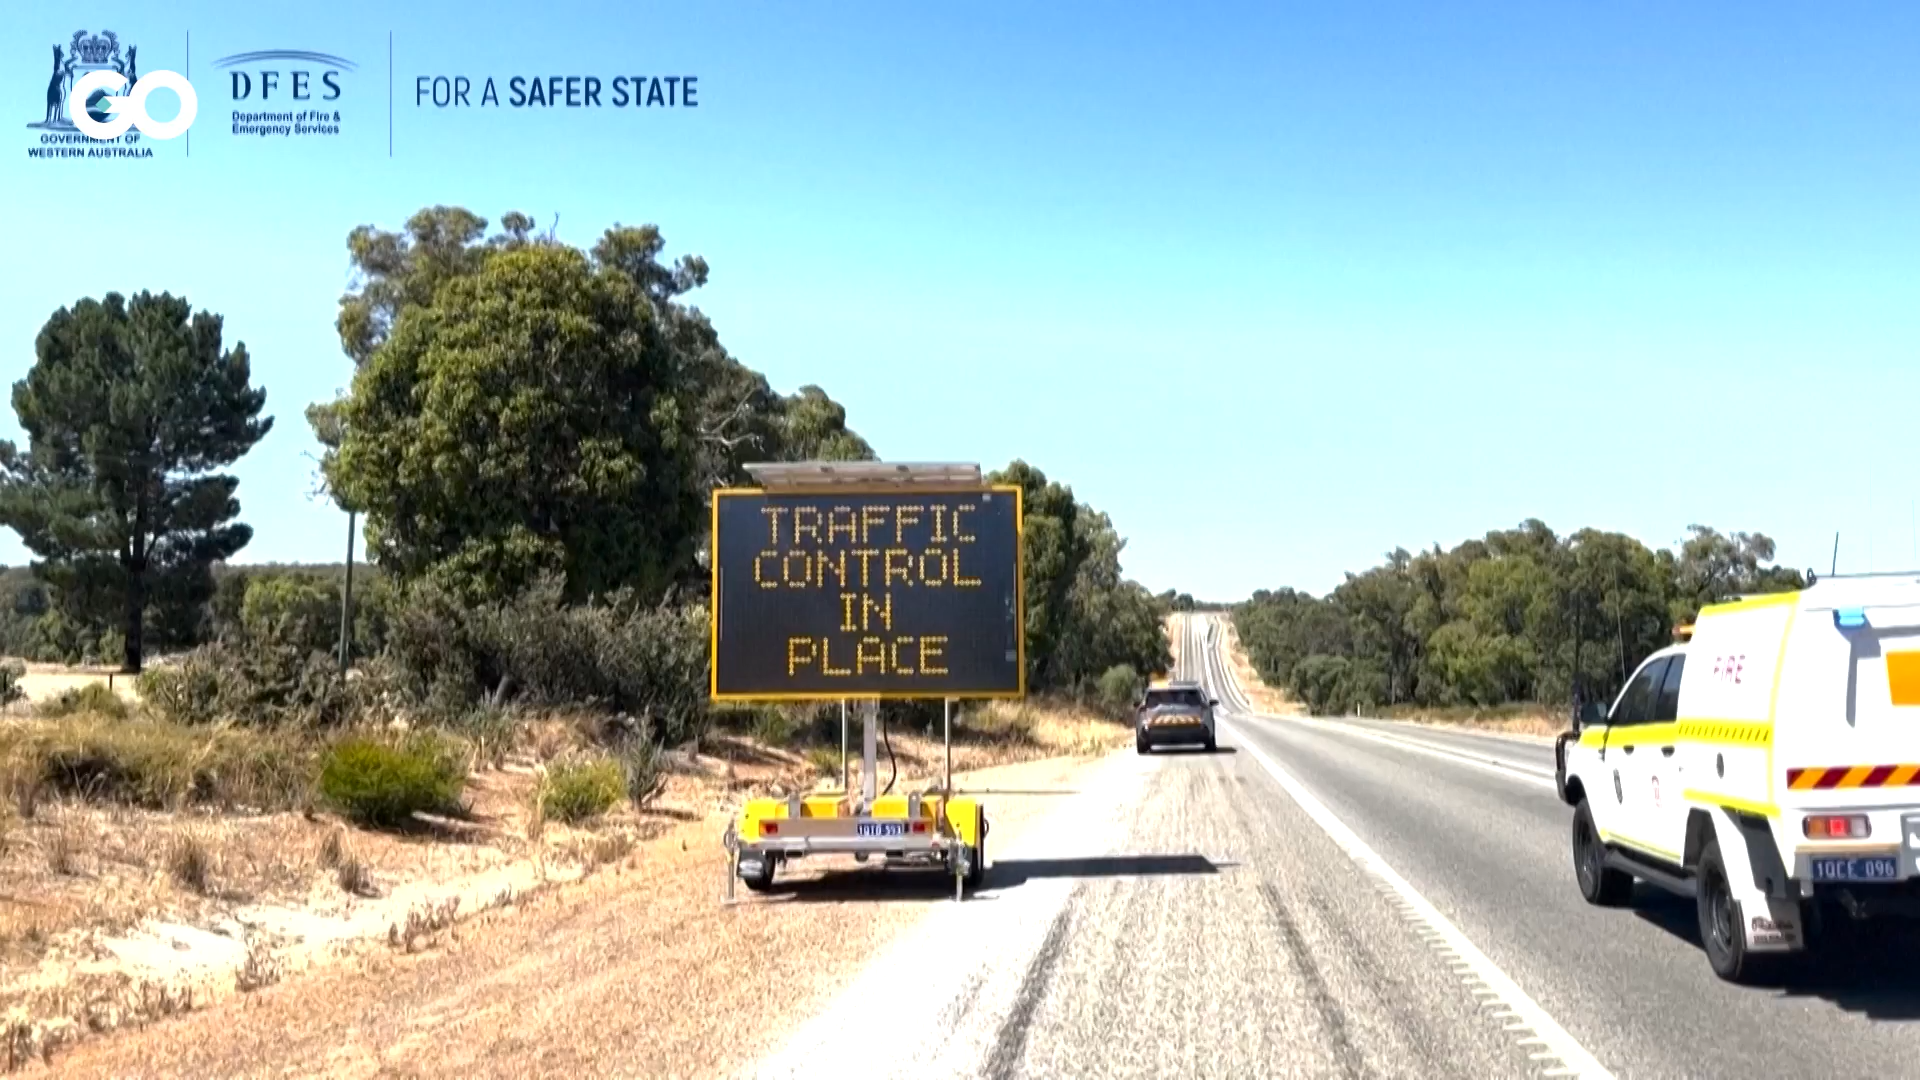 GO
GOVERNMENT OF
WESTERN AUSTRALIA
DFES
Department of Fire &
Emergency Services
FOR A SAFER STATE
TRAFFIC
CONTROL
IN
PLACE
FIRE
1QCE 096